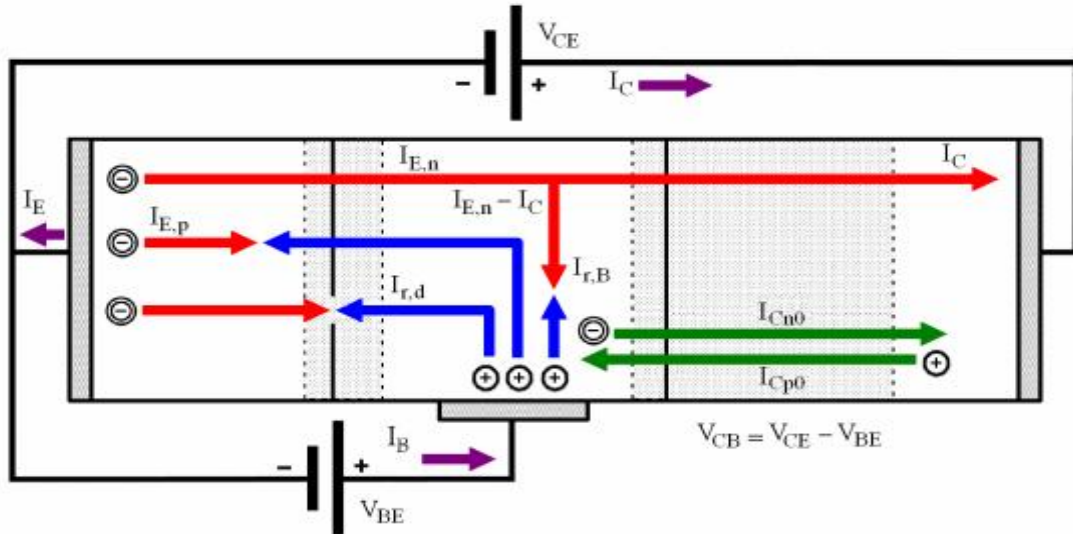 V_CE
- +
I_C
I_E
I_E,n
I_C
I_E,n – I_C
I_E,p
I_r,d
I_r,B
I_Cn0
I_Cp0
V_CB = V_CE – V_BE
I_B
- +
V_BE